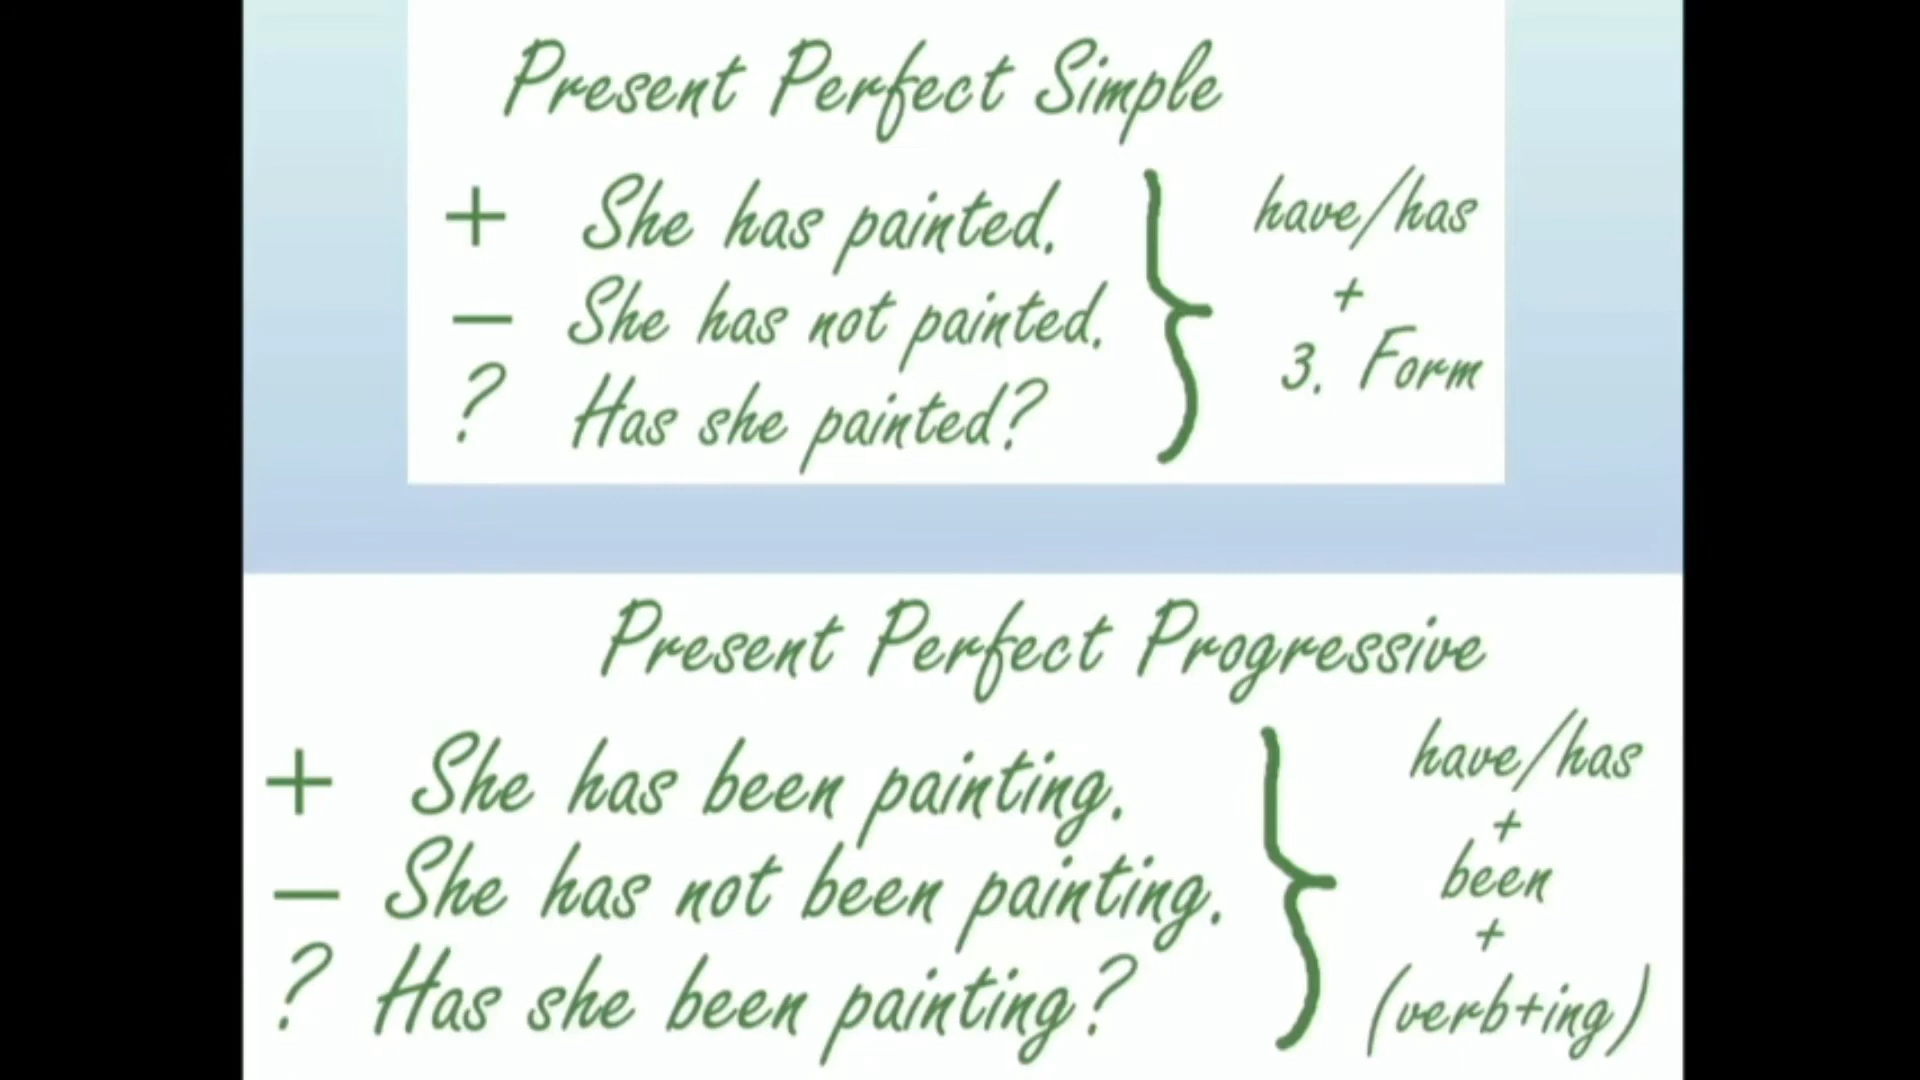 Present Perfect Simple
+ She has painted.
− She has not painted.
? Has she painted?
have/has
+
3. Form
Present Perfect Progressive
+ She has been painting.
− She has not been painting.
? Has she been painting?
have/has
+
been
+
(verb+ing)